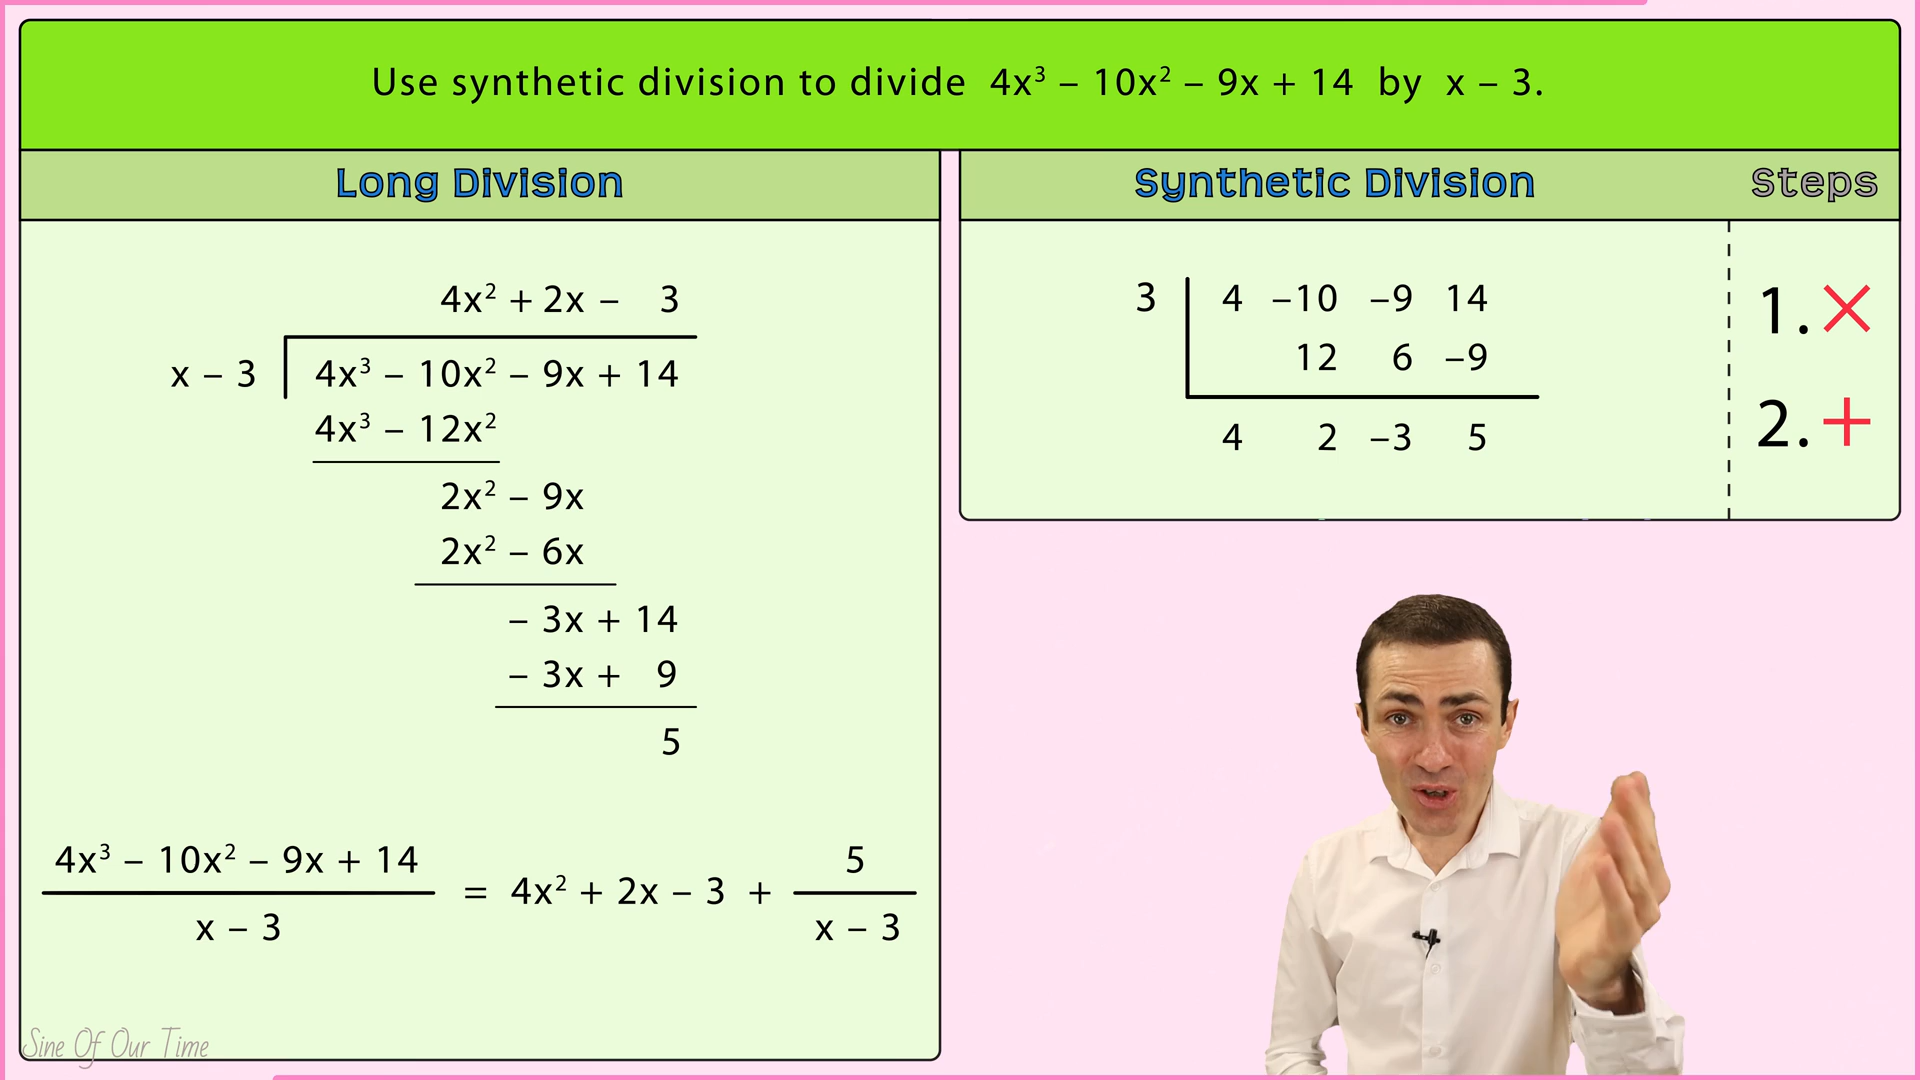 Use synthetic division to divide 4x³ – 10x² – 9x + 14 by x – 3.
Long Division
4x² + 2x – 3
x – 3 4x³ – 10x² – 9x + 14
4x³ – 12x²
2x² – 9x
2x² – 6x
– 3x + 14
– 3x + 9
5
4x³ – 10x² – 9x + 14
x – 3
= 4x² + 2x – 3 +
5
x – 3
Sine Of Our Time
Synthetic Division
3 4 –10 –9 14
12 6 –9
4 2 –3 5
Steps
1. ×
2. +